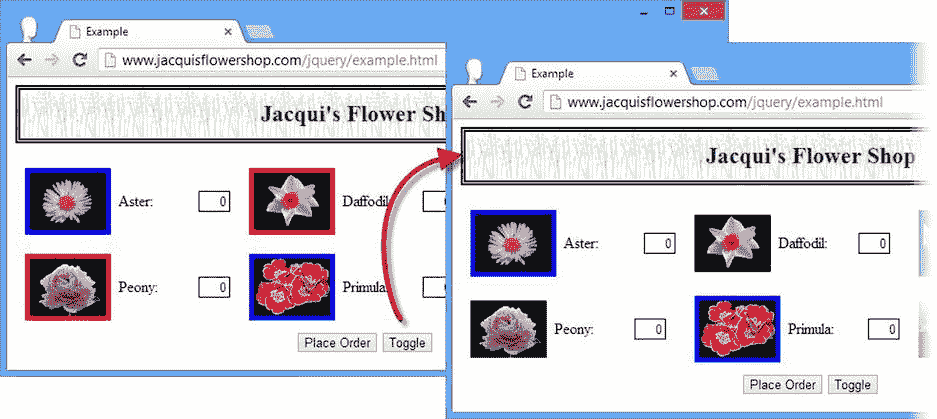 Example
www.jacquisflowershop.com/jquery/example.html
Jacqui's Flower Sh
Aster: 0
Daffodil:
Peony: 0
Primula:
Place Order
Toggle
Example
www.jacquisflowershop.com/jquery/example.html
Jacqui's Flower Shop
Aster: 0
Daffodil: 0
Peony: 0
Primula: 0
Place Order
Toggle